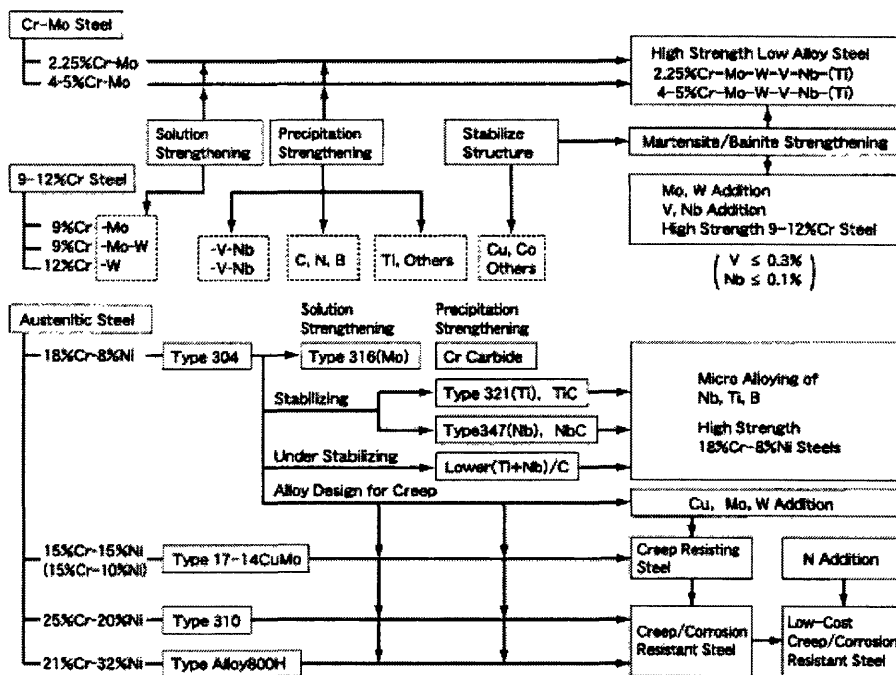 Cr-Mo Steel
2.25%Cr-Mo
4-5%Cr-Mo
High Strength Low Alloy Steel
2.25%Cr-Mo-W-V-Nb-(Ti)
4-5%Cr-Mo-W-V-Nb-(Ti)
Solution
Strengthening
Precipitation
Strengthening
Stabilize
Structure
Martensite/Bainite Strengthening
9-12%Cr Steel
9%Cr -Mo
9%Cr -Mo-W
12%Cr -W
-V-Nb
-V-Nb
C, N, B
Ti, Others
Cu, Co
Others
Mo, W Addition
V, Nb Addition
High Strength 9-12%Cr Steel
( V ≤ 0.3%
Nb ≤ 0.1% )
Austenitic Steel
Solution
Strengthening
Precipitation
Strengthening
18%Cr-8%Ni
Type 304
Type 316(Mo)
Cr Carbide
Stabilizing
Type 321(Ti), TiC
Type347(Nb), NbC
Under Stabilizing
Lower(Ti+Nb)/C
Micro Alloying of
Nb, Ti, B
High Strength
18%Cr-8%Ni Steels
Alloy Design for Creep
Cu, Mo, W Addition
15%Cr-15%Ni
(15%Cr-10%Ni)
Type 17-14CuMo
Creep Resisting
Steel
N Addition
25%Cr-20%Ni
Type 310
Creep/Corrosion
Resistant Steel
Low-Cost
Creep/Corrosion
Resistant Steel
21%Cr-32%Ni
Type Alloy800H